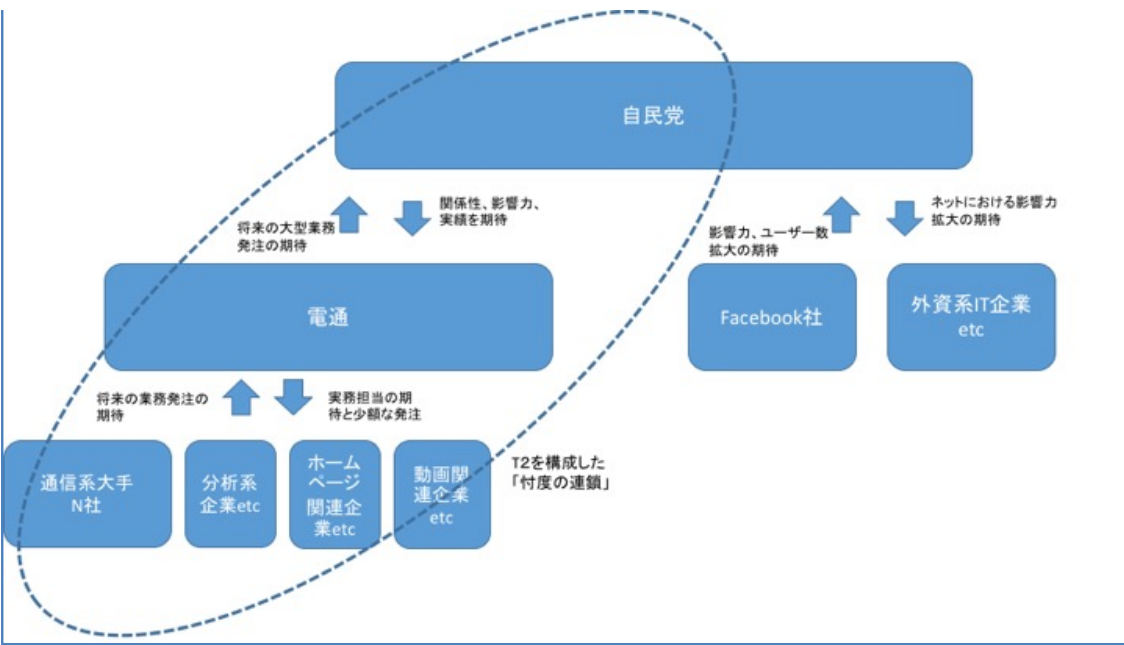 自民党
将来の大型業務
発注の期待
関係性、影響力、
実績を期待
影響力、ユーザー数
拡大の期待
ネットにおける影響力
拡大の期待
電通
Facebook社
外資系IT企業
etc
将来の業務発注の
期待
実務担当の期
待と少額な発注
通信系大手
N社
分析系
企業etc
ホーム
ページ
関連企
業etc
動画関
連企業
etc
T2を構成した
「忖度の連鎖」